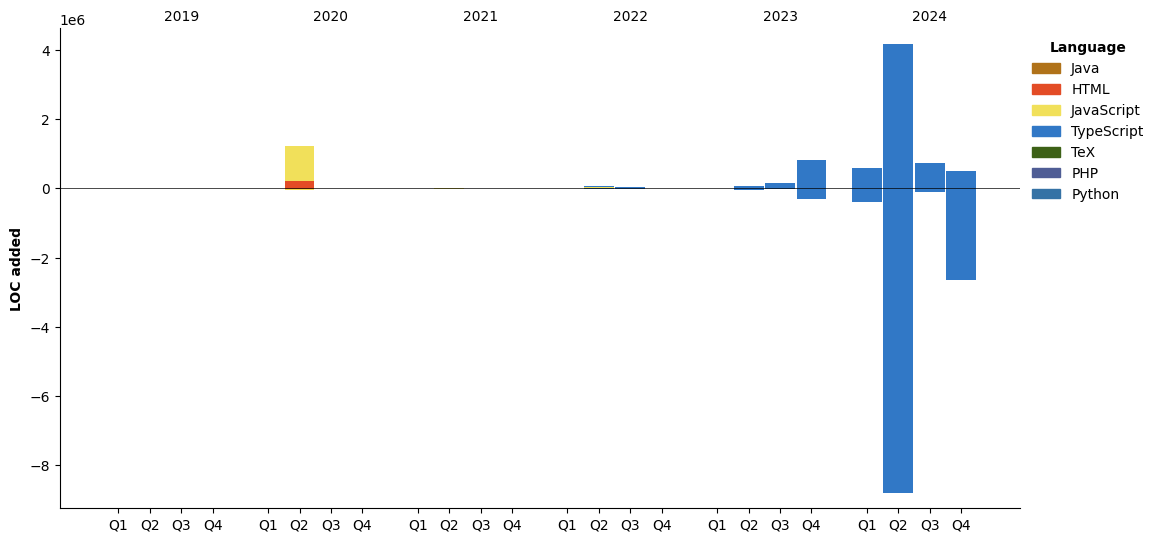 1e6
2019 2020 2021 2022 2023 2024
Language
Java
HTML
JavaScript
TypeScript
TeX
PHP
Python
LOC added
4
2
0
−2
−4
−6
−8
Q1 Q2 Q3 Q4 Q1 Q2 Q3 Q4 Q1 Q2 Q3 Q4 Q1 Q2 Q3 Q4 Q1 Q2 Q3 Q4 Q1 Q2 Q3 Q4